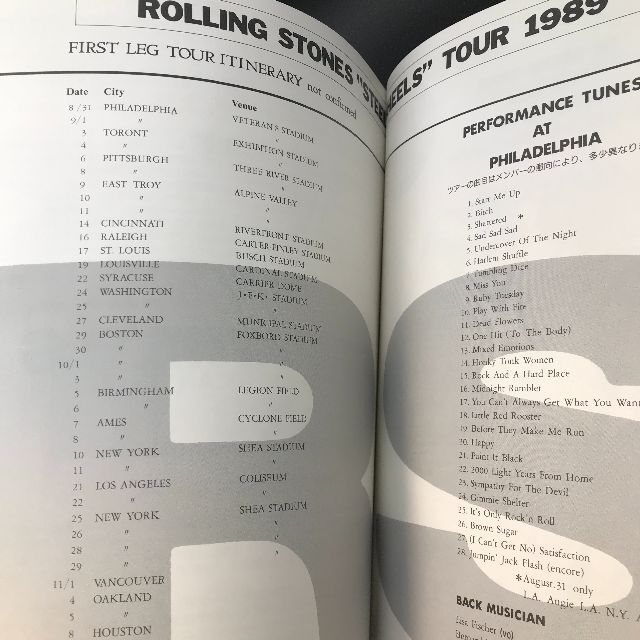 ROLLING STONES "STEEL WHEELS" TOUR 1989
FIRST LEG TOUR ITINERARY not confirmed
Date City Venue
8/31 PHILADELPHIA VETERAN'S STADIUM
9/1 〃 〃
3 TORONT EXHIBITION STADIUM
4 〃 〃
6 PITTSBURGH THREE RIVER STADIUM
8 〃 〃
9 EAST TROY ALPINE VALLEY
10 〃 〃
11 〃 〃
14 CINCINNATI RIVERFRONT STADIUM
16 RALEIGH CARTER FINLEY STADIUM
17 ST. LOUIS BUSCH STADIUM
19 LOUISVILLE CARDINAL STADIUM
22 SYRACUSE CARRIER DOME
24 WASHINGTON J・F・K・STADIUM
25 〃 〃
27 CLEVELAND MUNICIPAL STADIUM
29 BOSTON FOXBORO STADIUM
30 〃 〃
10/1 〃 〃
3 〃 〃
5 BIRMINGHAM LEGION FIELD
6 〃 〃
7 AMES CYCLONE FIELD
8 〃 〃
10 NEW YORK SHEA STADIUM
11 〃 〃
21 LOS ANGELES COLISEUM
22 〃 〃
25 NEW YORK SHEA STADIUM
26 〃 〃
28 〃 〃
29 〃 〃
11/1 VANCOUVER
4 OAKLAND
5 〃
8 HOUSTON
PERFORMANCE TUNES
AT
PHILADELPHIA
ツアーの曲目はメンバーの動向により、多少異なり
1. Start Me Up
2. Bitch
3. Shattered *
4. Sad Sad Sad
5. Undercover Of The Night
6. Harlem Shuffle
7. Tumbling Dice
8. Miss You
9. Ruby Tuesday
10. Play With Fire
11. Dead Flowers
12. One Hit (To The Body)
13. Mixed Emotions
14. Honky Tonk Women
15. Rock And A Hard Place
16. Midnight Rambler
17. You Can't Always Get What You Want
18. Little Red Rooster
19. Before They Make Me Run
20. Happy
21. Paint It Black
22. 2000 Light Years From Home
23. Sympathy For The Devil
24. Gimmie Shelter
25. It's Only Rock'n Roll
26. Brown Sugar
27. (I Can't Get No) Satisfaction
28. Jumpin' Jack Flash (encore)
*August.31 only
L.A. Angie L.A. N.Y.
BACK MUSICIAN
Lisa Fischer (vo)